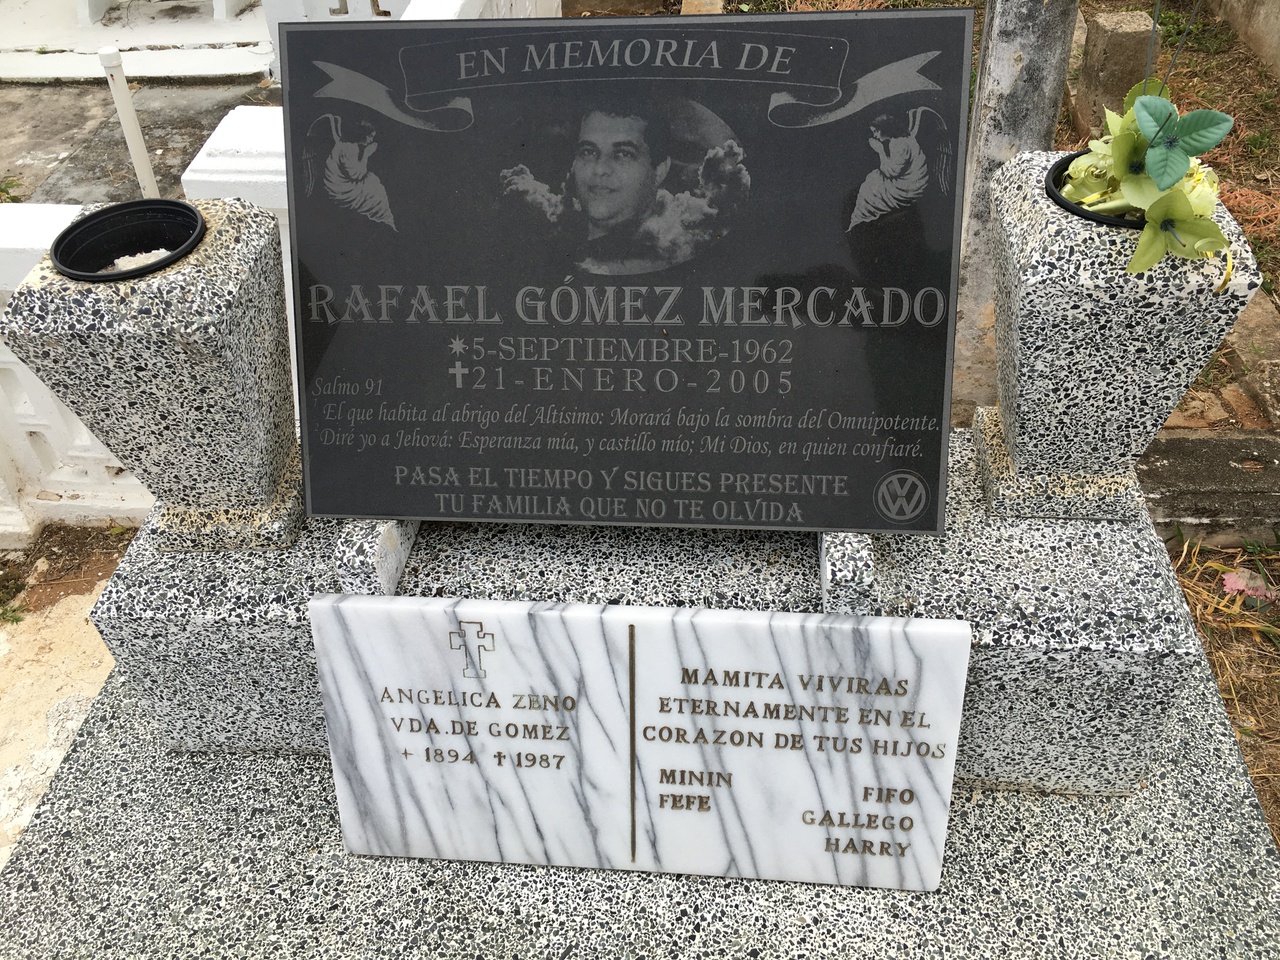 EN MEMORIA DE
RAFAEL GÓMEZ MERCADO
5-SEPTIEMBRE-1962
21-ENERO-2005
Salmo 91
El que habita al abrigo del Altísimo: Morará bajo la sombra del Omnipotente.
Diré yo a Jehová: Esperanza mía, y castillo mío; Mi Dios, en quien confiaré.
PASA EL TIEMPO Y SIGUES PRESENTE
TU FAMILIA QUE NO TE OLVIDA
VW
ANGELICA ZENO
VDA. DE GOMEZ
+ 1894 ✝ 1987
MAMITA VIVIRAS
ETERNAMENTE EN EL
CORAZON DE TUS HIJOS
MININ
FEFE
FIFO
GALLEGO
HARRY